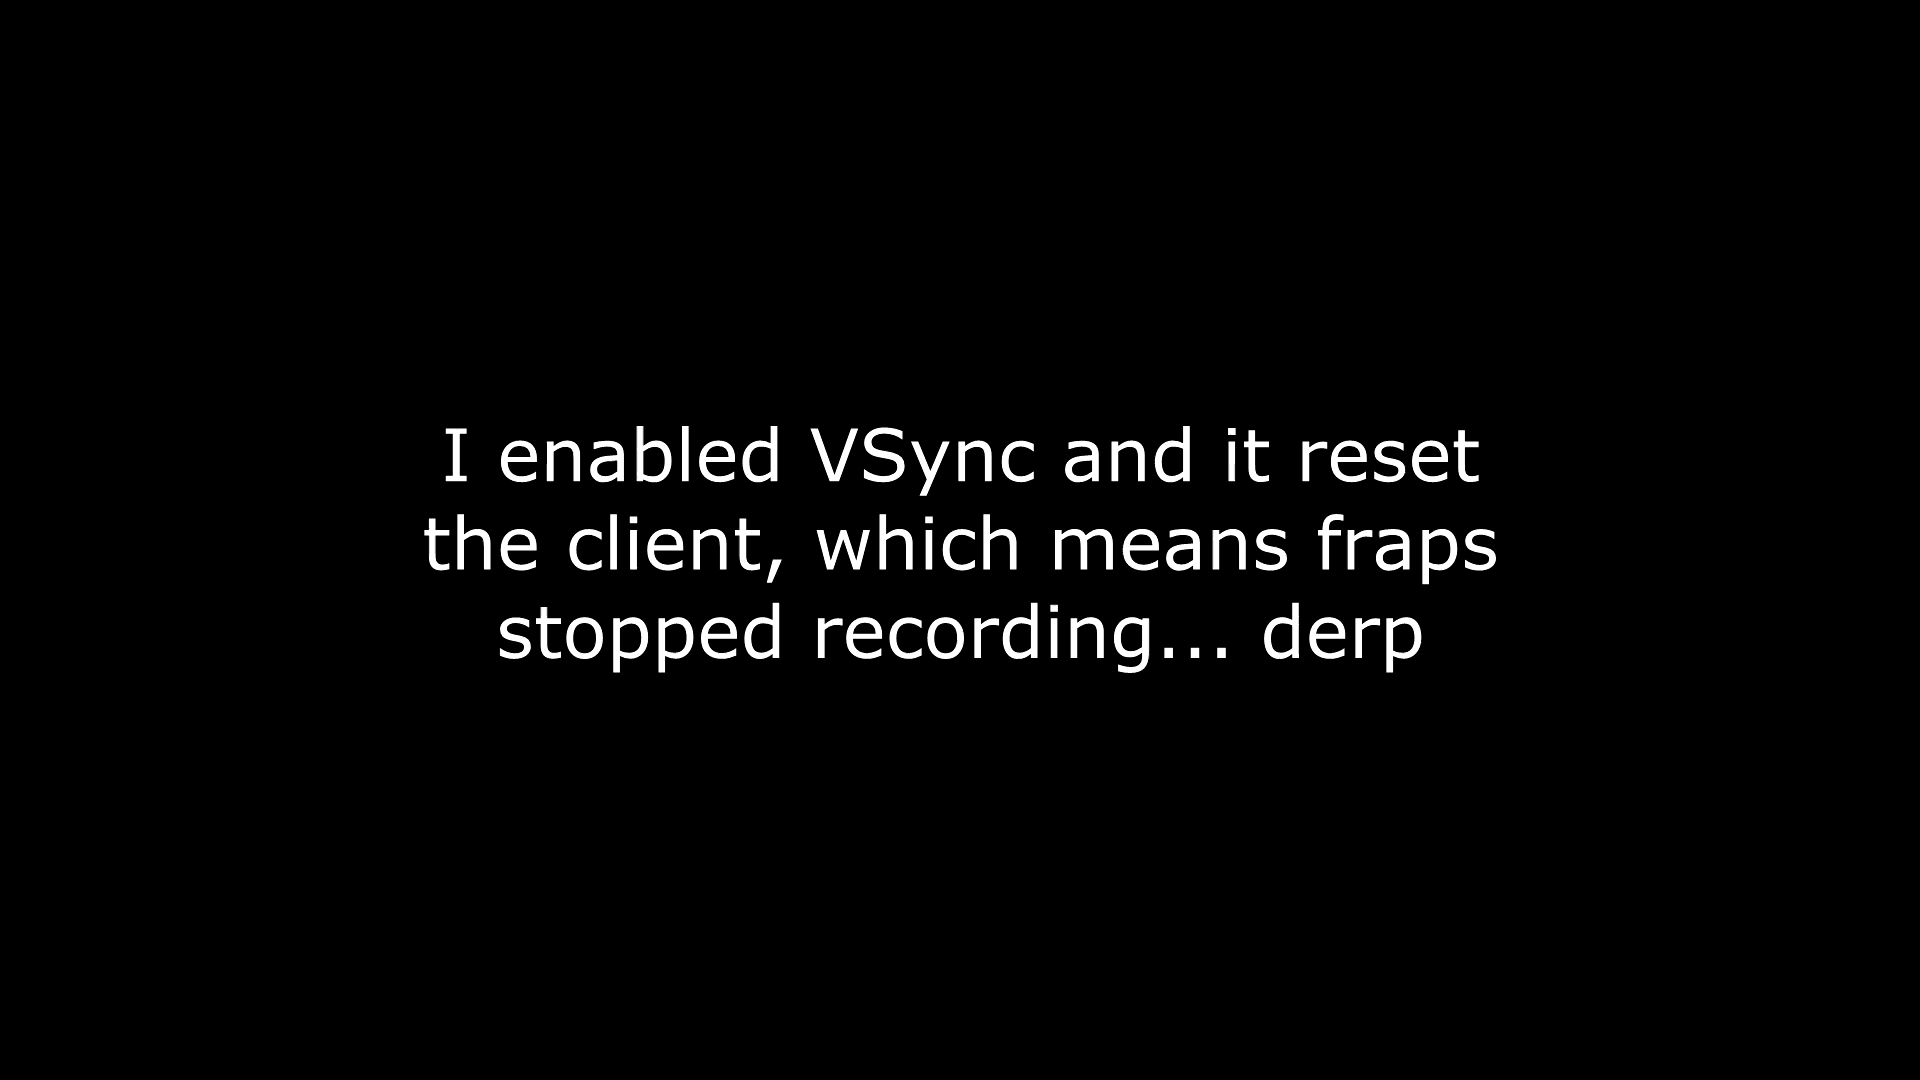 I enabled VSync and it reset
the client, which means fraps
stopped recording... derp